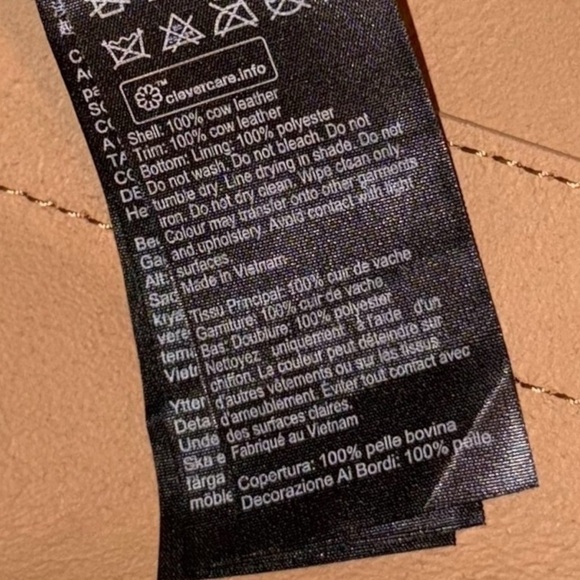 clevercare.info™
Shell: 100% cow leather
Trim: 100% cow leather
Bottom: Lining: 100% polyester
Do not wash. Do not bleach. Do not
tumble dry. Line drying in shade. Do not
iron. Do not dry clean. Wipe clean only.
Colour may transfer onto other garments
and upholstery. Avoid contact with light
surfaces.
Made in Vietnam
Tissu Principal: 100% cuir de vache
Garniture: 100% cuir de vache
Bas: Doublure: 100% polyester
Nettoyez uniquement à l'aide d'un
chiffon. La couleur peut déteindre sur
d'autres vêtements ou sur les tissus
d'ameublement. Éviter tout contact avec
des surfaces claires.
Fabriqué au Vietnam
Copertura: 100% pelle bovina
Decorazione Ai Bordi: 100% pelle